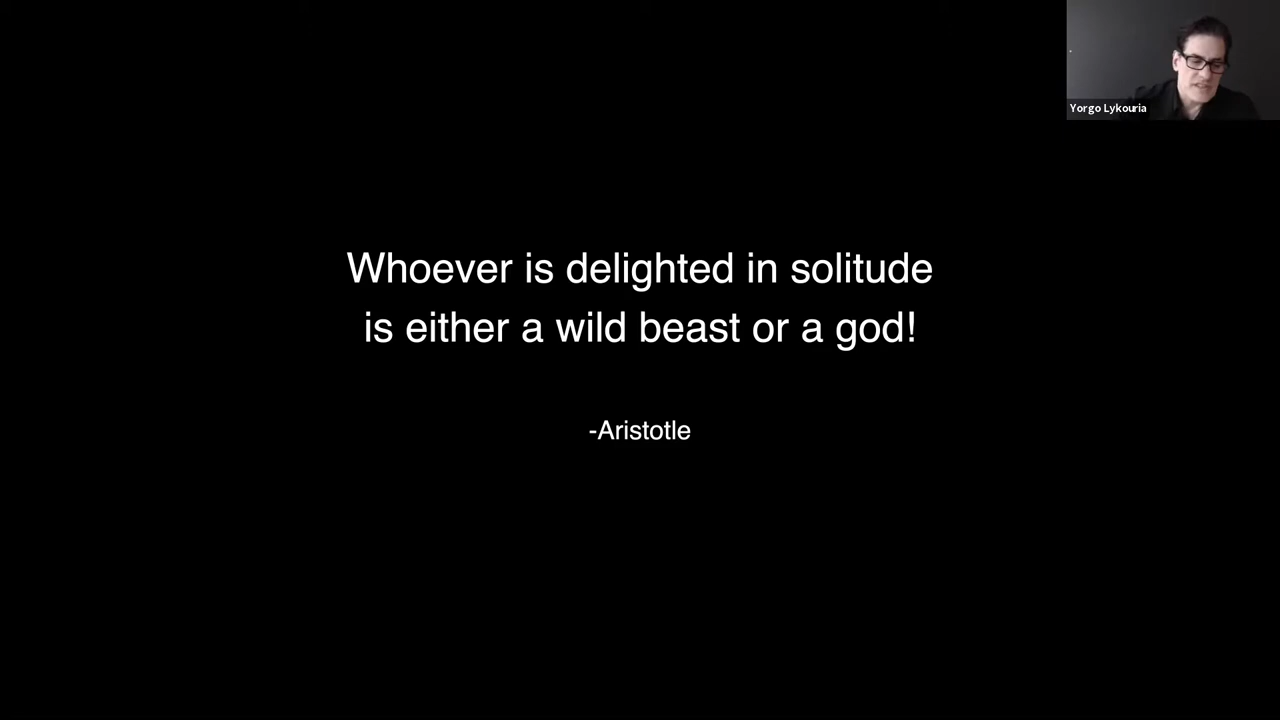 Yorgo Lykouria
Whoever is delighted in solitude
is either a wild beast or a god!
-Aristotle